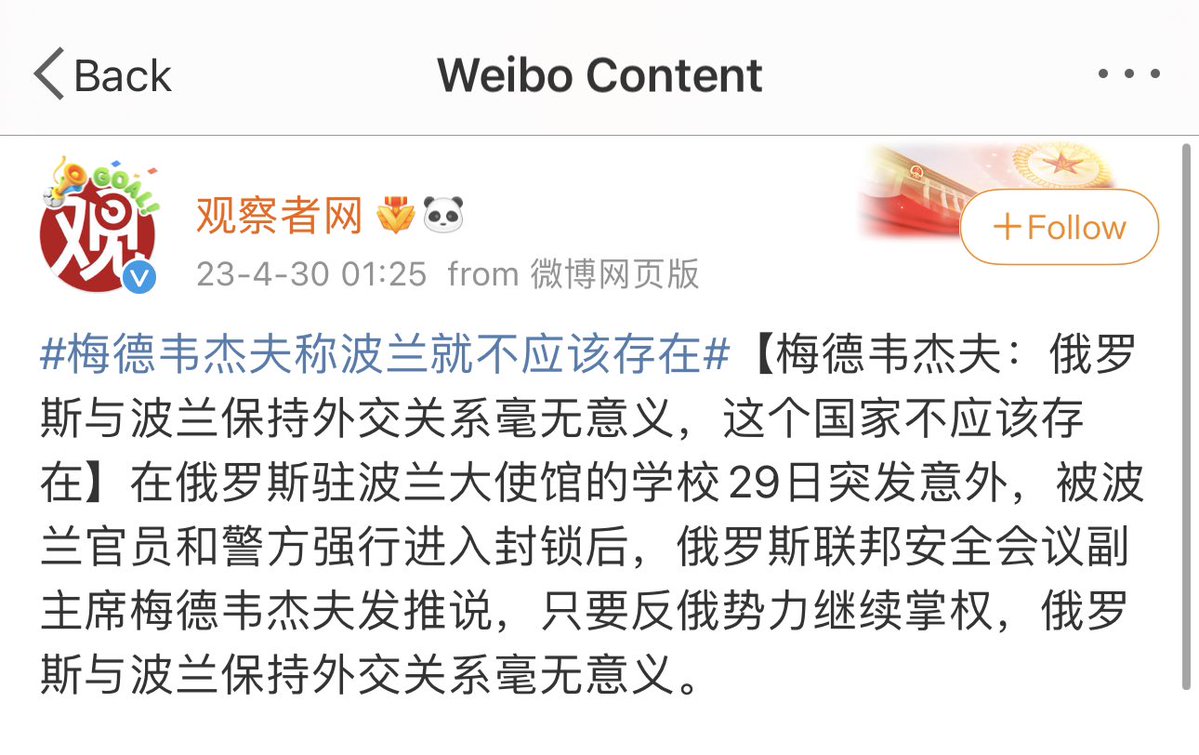 Back
Weibo Content
GOAL!
观
观察者网
23-4-30 01:25 from 微博网页版
+Follow
#梅德韦杰夫称波兰就不应该存在#【梅德韦杰夫：俄罗
斯与波兰保持外交关系毫无意义，这个国家不应该存
在】在俄罗斯驻波兰大使馆的学校29日突发意外，被波
兰官员和警方强行进入封锁后，俄罗斯联邦安全会议副
主席梅德韦杰夫发推说，只要反俄势力继续掌权，俄罗
斯与波兰保持外交关系毫无意义。